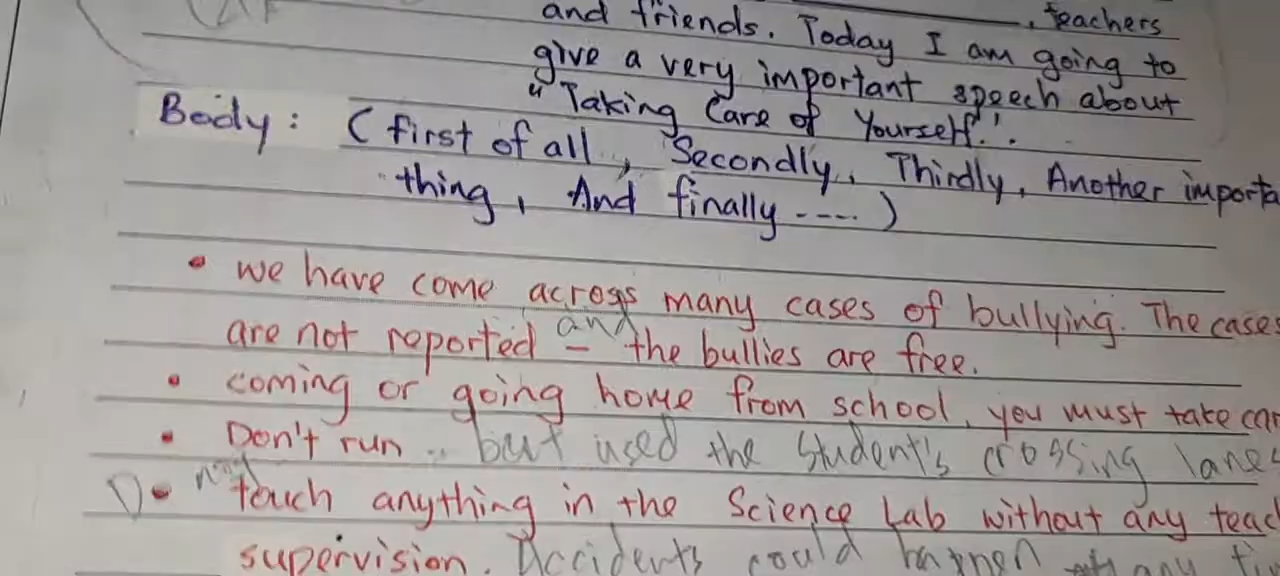 , teachers
and friends. Today I am going to
give a very important speech about
"Taking Care of Yourself".
Body: (first of all, Secondly, Thirdly, Another importa
thing, And finally ----)
• we have come across many cases of bullying. The cases
are not reported - and the bullies are free.
• coming or going home from school, you must take car
• Don't run .. but used the student's crossing lane
1) • not touch anything in the Science Lab without any teac
supervision. Accidents could happen any